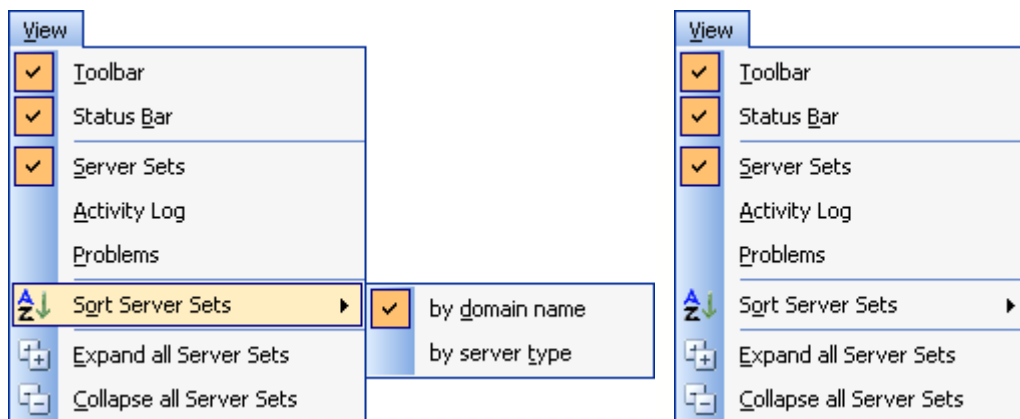 View
Toolbar
Status Bar
Server Sets
Activity Log
Problems
Sort Server Sets
by domain name
by server type
Expand all Server Sets
Collapse all Server Sets
View
Toolbar
Status Bar
Server Sets
Activity Log
Problems
Sort Server Sets
Expand all Server Sets
Collapse all Server Sets